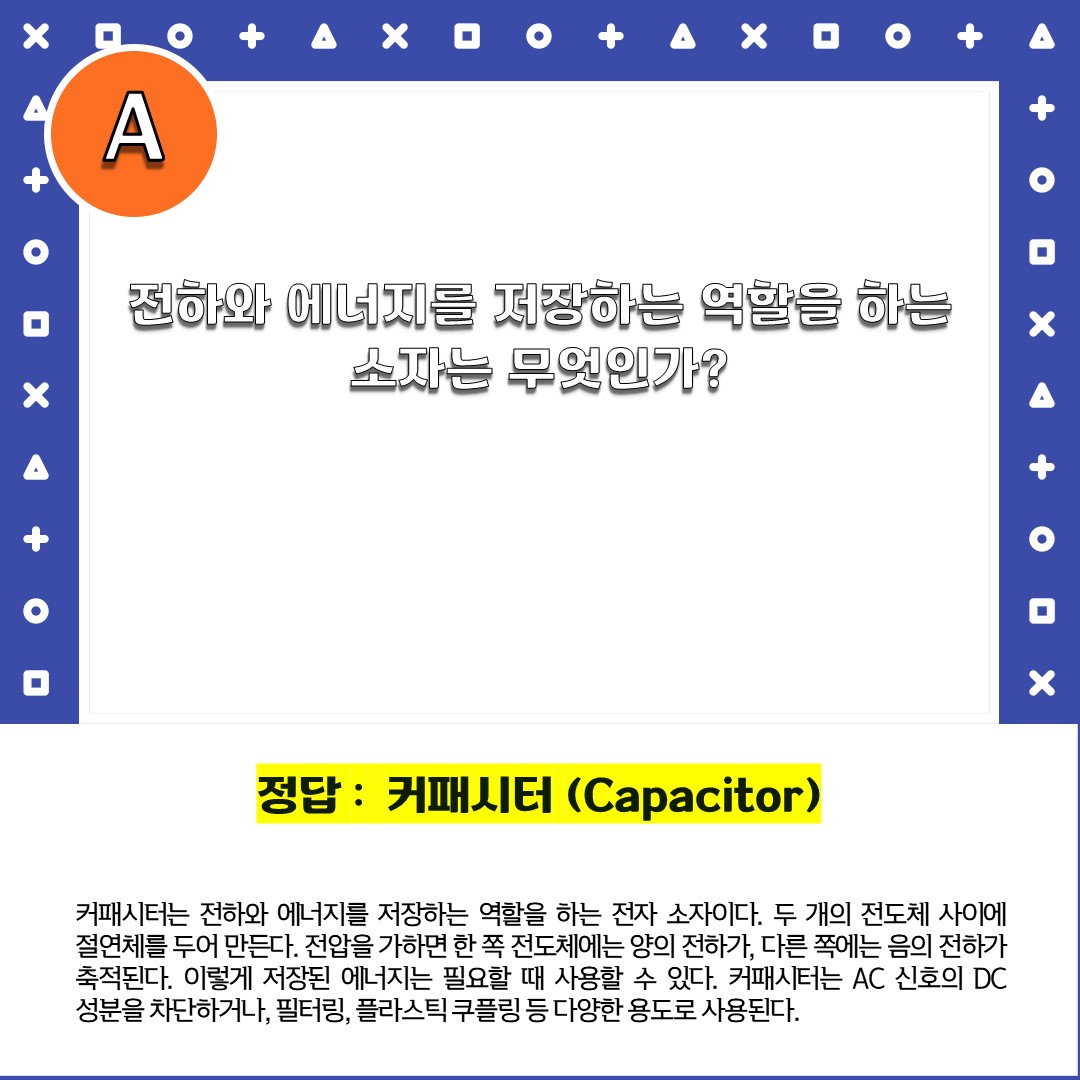 A
전하와 에너지를 저장하는 역할을 하는
소자는 무엇인가?
정답 : 커패시터 (Capacitor)
커패시터는 전하와 에너지를 저장하는 역할을 하는 전자 소자이다. 두 개의 전도체 사이에
절연체를 두어 만든다. 전압을 가하면 한 쪽 전도체에는 양의 전하가, 다른 쪽에는 음의 전하가
축적된다. 이렇게 저장된 에너지는 필요할 때 사용할 수 있다. 커패시터는 AC 신호의 DC
성분을 차단하거나, 필터링, 플라스틱 쿠플링 등 다양한 용도로 사용된다.